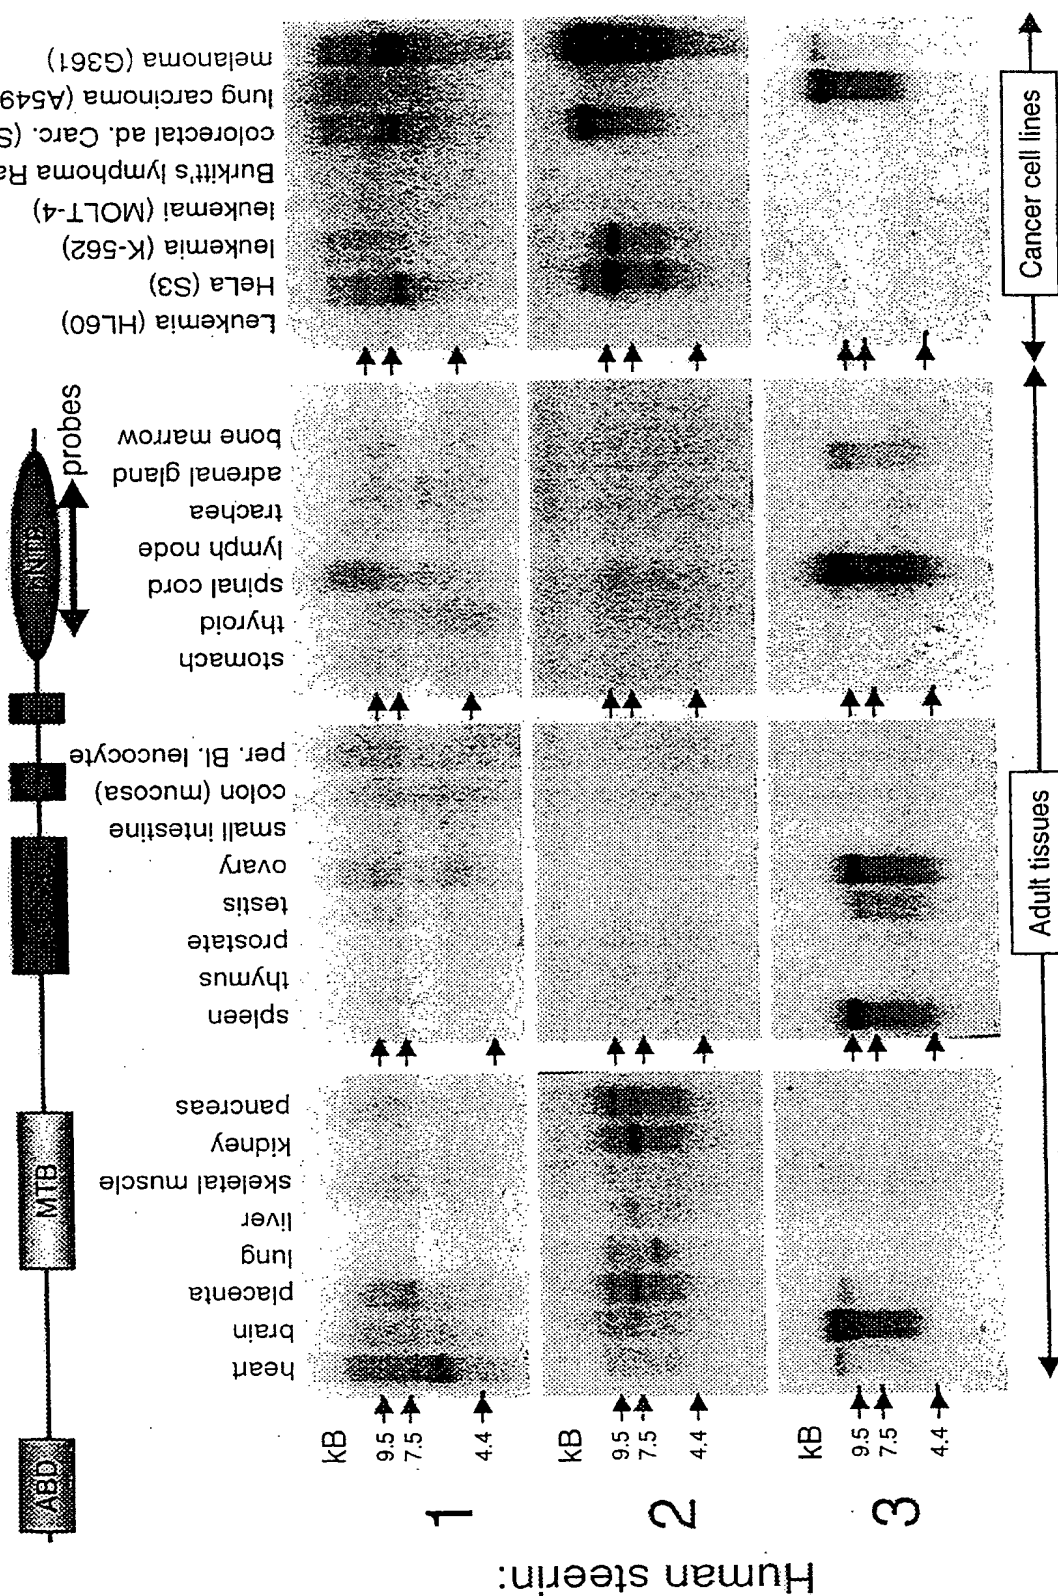 ABD
MTB
probes
Human steerin:
1
2
3
kB
9.5
7.5
4.4
kB
9.5
7.5
4.4
kB
9.5
7.5
4.4
heart
brain
placenta
lung
liver
skeletal muscle
kidney
pancreas
spleen
thymus
prostate
testis
ovary
small intestine
colon (mucosa)
per. Bl. leucocyte
stomach
thyroid
spinal cord
lymph node
trachea
adrenal gland
bone marrow
Leukemia (HL60)
HeLa (S3)
leukemia (K-562)
leukemai (MOLT-4)
Burkitt's lymphoma Ra
colorectal ad. Carc. (S
lung carcinoma (A549
melanoma (G361)
Adult tissues
Cancer cell lines